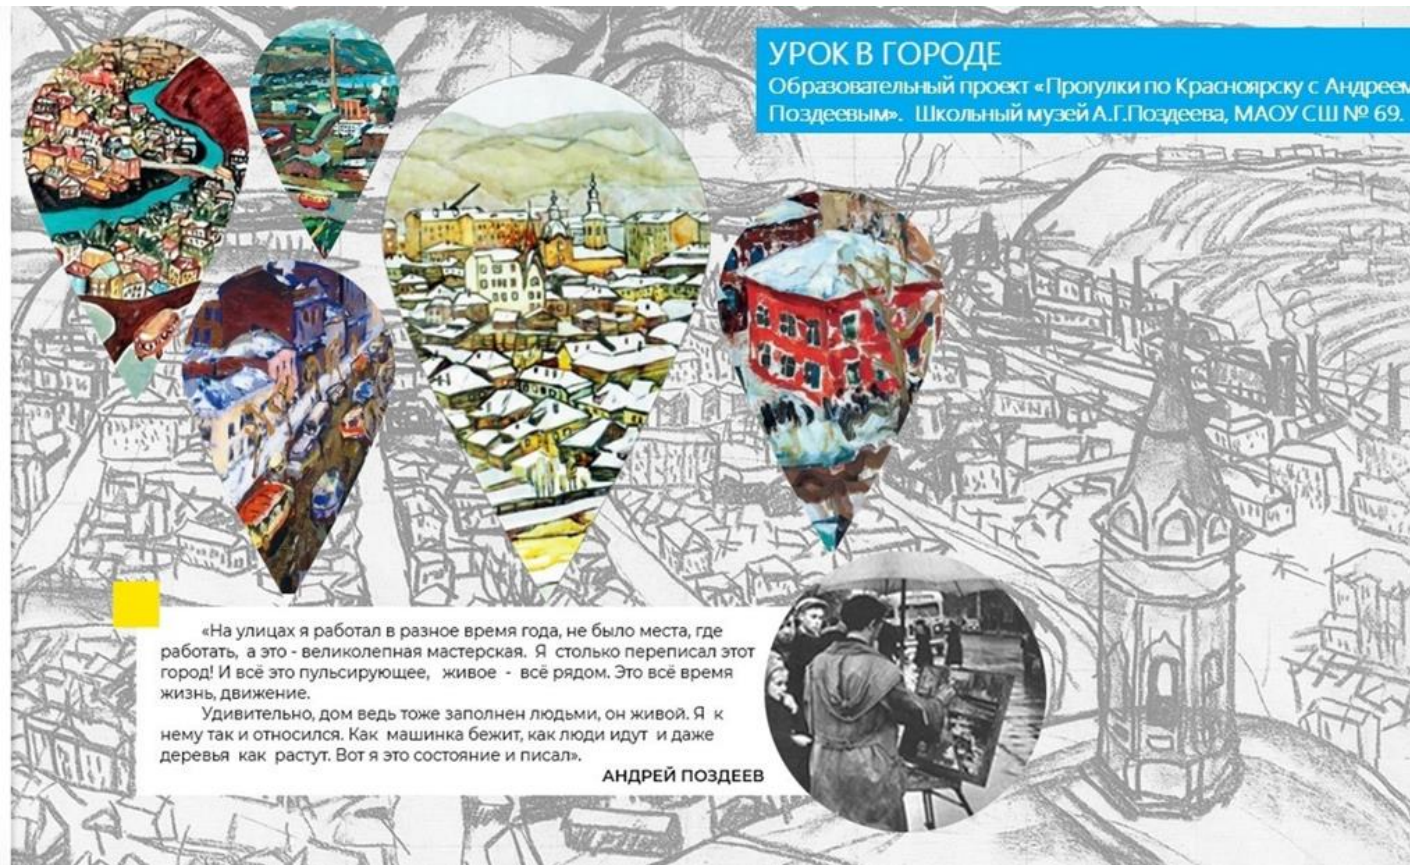 УРОК В ГОРОДЕ
Образовательный проект «Прогулки по Красноярску с Андреем
Поздеевым». Школьный музей А.Г.Поздеева, МАОУ СШ № 69.
«На улицах я работал в разное время года, не было места, где
работать, а это - великолепная мастерская. Я столько переписал этот
город! И всё это пульсирующее, живое - всё рядом. Это всё время
жизнь, движение.
Удивительно, дом ведь тоже заполнен людьми, он живой. Я к
нему так и относился. Как машинка бежит, как люди идут и даже
деревья как растут. Вот я это состояние и писал».
АНДРЕЙ ПОЗДЕЕВ